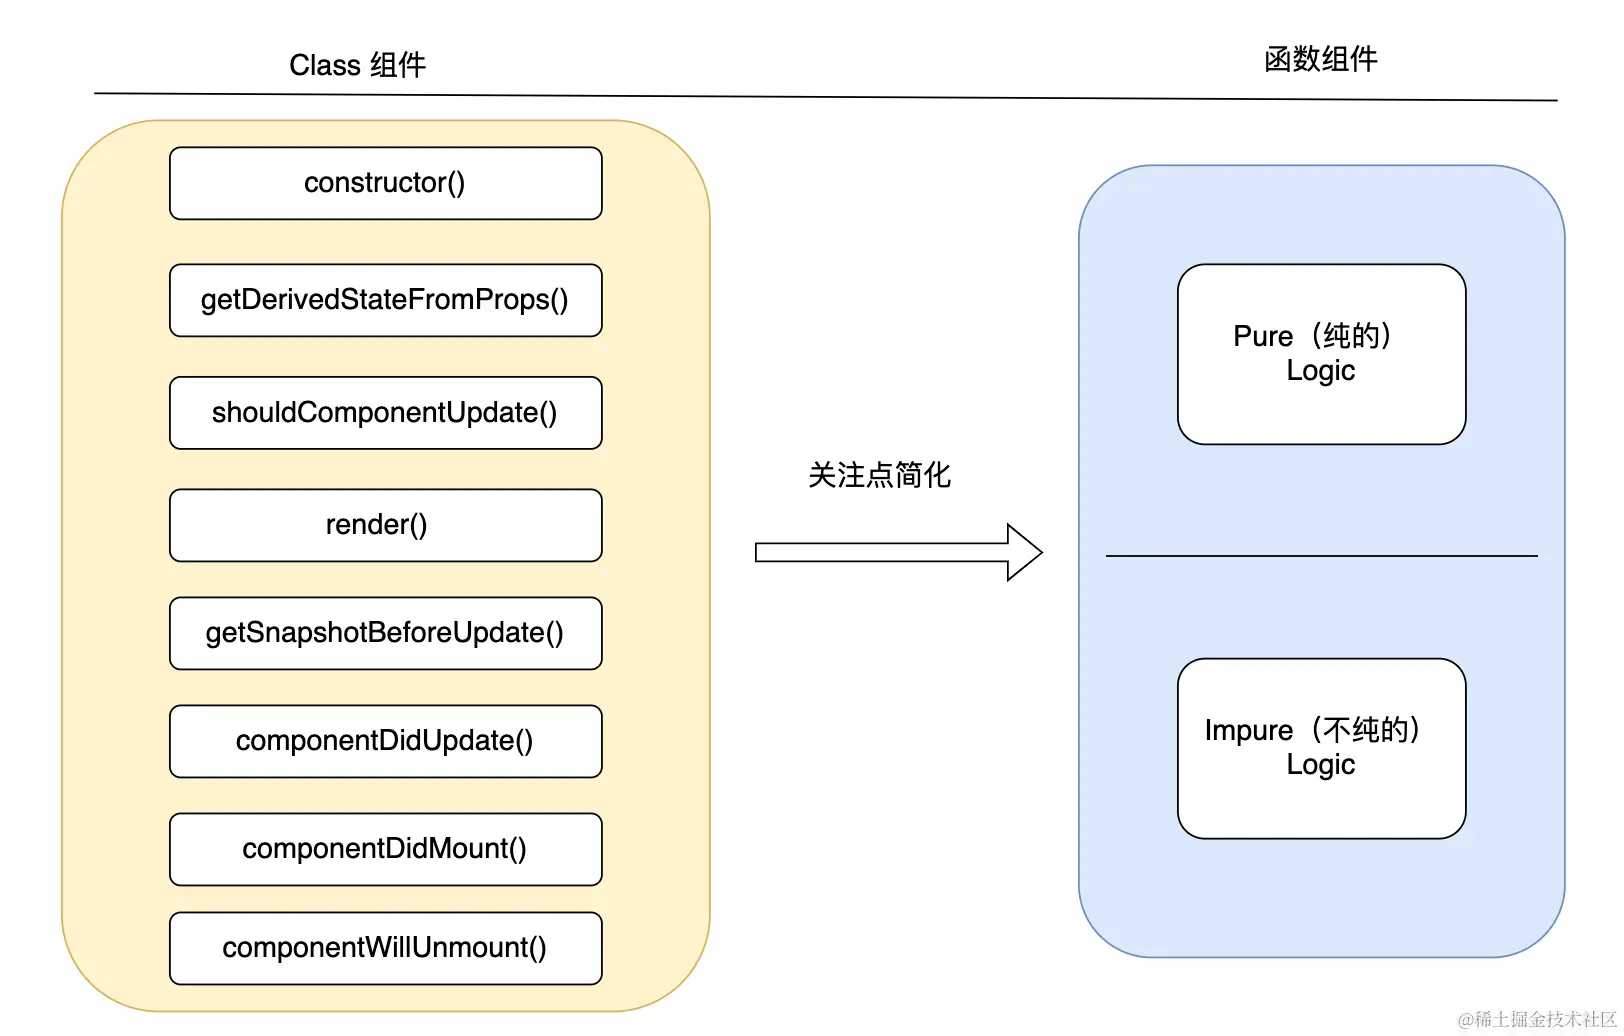 Class 组件
函数组件
constructor()
getDerivedStateFromProps()
shouldComponentUpdate()
render()
getSnapshotBeforeUpdate()
componentDidUpdate()
componentDidMount()
componentWillUnmount()
关注点简化
Pure（纯的）
Logic
Impure（不纯的）
Logic
@稀土掘金技术社区